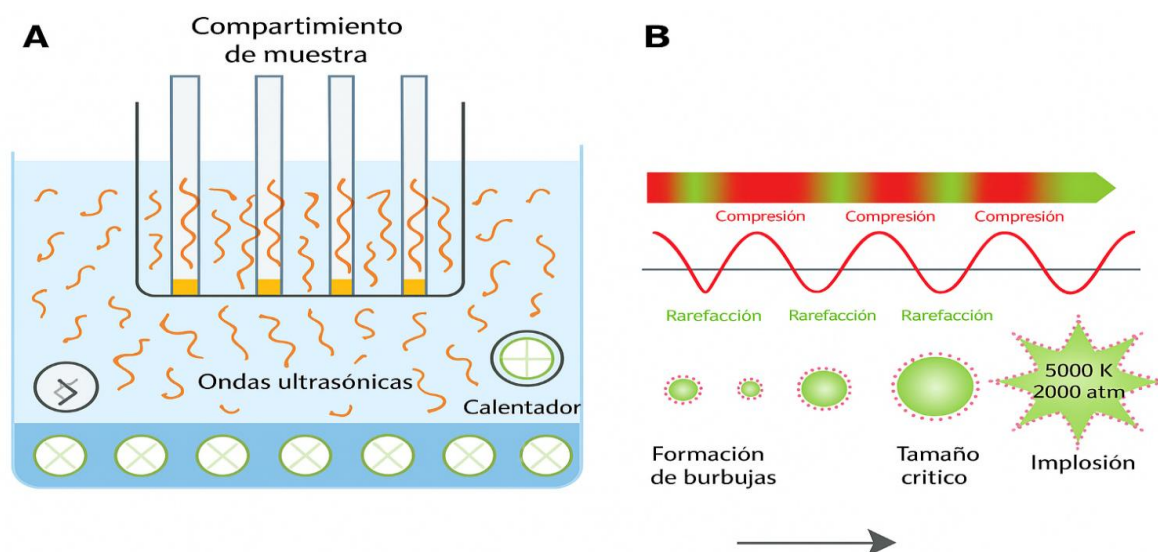 A
Compartimiento
de muestra
Ondas ultrasónicas
Calentador
B
Compresión
Compresión
Compresión
Rarefacción
Rarefacción
Rarefacción
5000 K
2000 atm
Formación
de burbujas
Tamaño
critico
Implosión